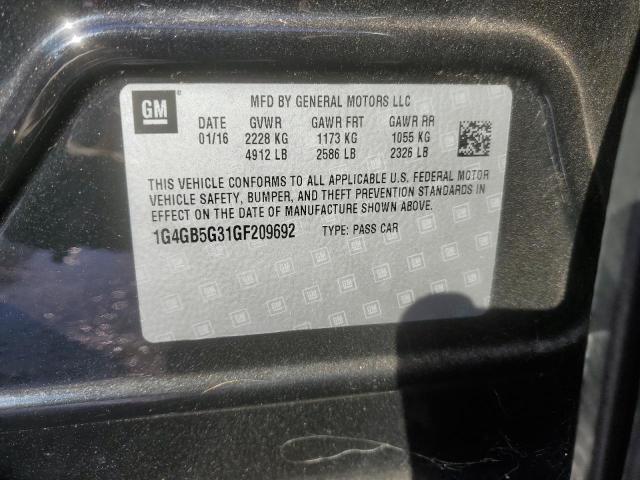 GM ®
MFD BY GENERAL MOTORS LLC
DATE GVWR GAWR FRT GAWR RR
01/16 2228 KG 1173 KG 1055 KG
4912 LB 2586 LB 2326 LB
THIS VEHICLE CONFORMS TO ALL APPLICABLE U.S. FEDERAL MOTOR
VEHICLE SAFETY, BUMPER, AND THEFT PREVENTION STANDARDS IN
EFFECT ON THE DATE OF MANUFACTURE SHOWN ABOVE.
1G4GB5G31GF209692 TYPE: PASS CAR